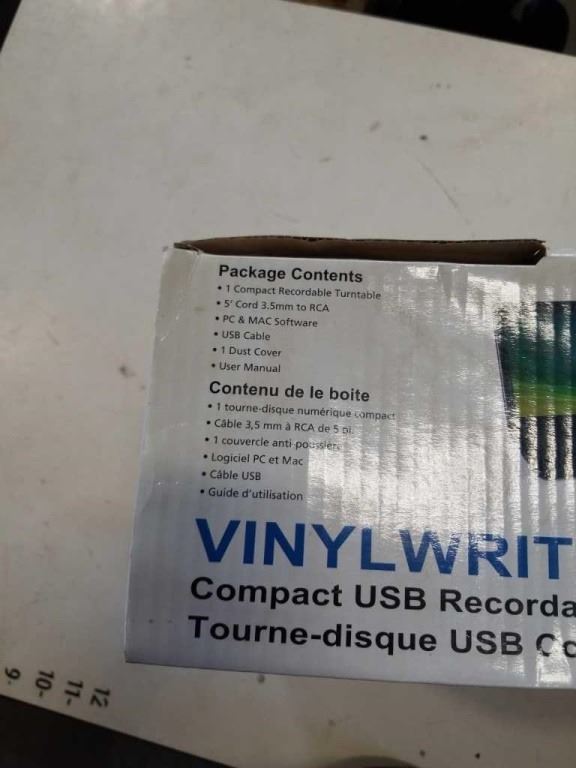 Package Contents
• 1 Compact Recordable Turntable
• 5' Cord 3.5mm to RCA
• PC & MAC Software
• USB Cable
• 1 Dust Cover
• User Manual
Contenu de le boite
• 1 tourne-disque numérique compact
• Câble 3,5 mm à RCA de 5 pi.
• 1 couvercle anti-poussière
• Logiciel PC et Mac
• Câble USB
• Guide d'utilisation
VINYLWRIT
Compact USB Recorda
Tourne-disque USB Co
12
11-
10-
9-